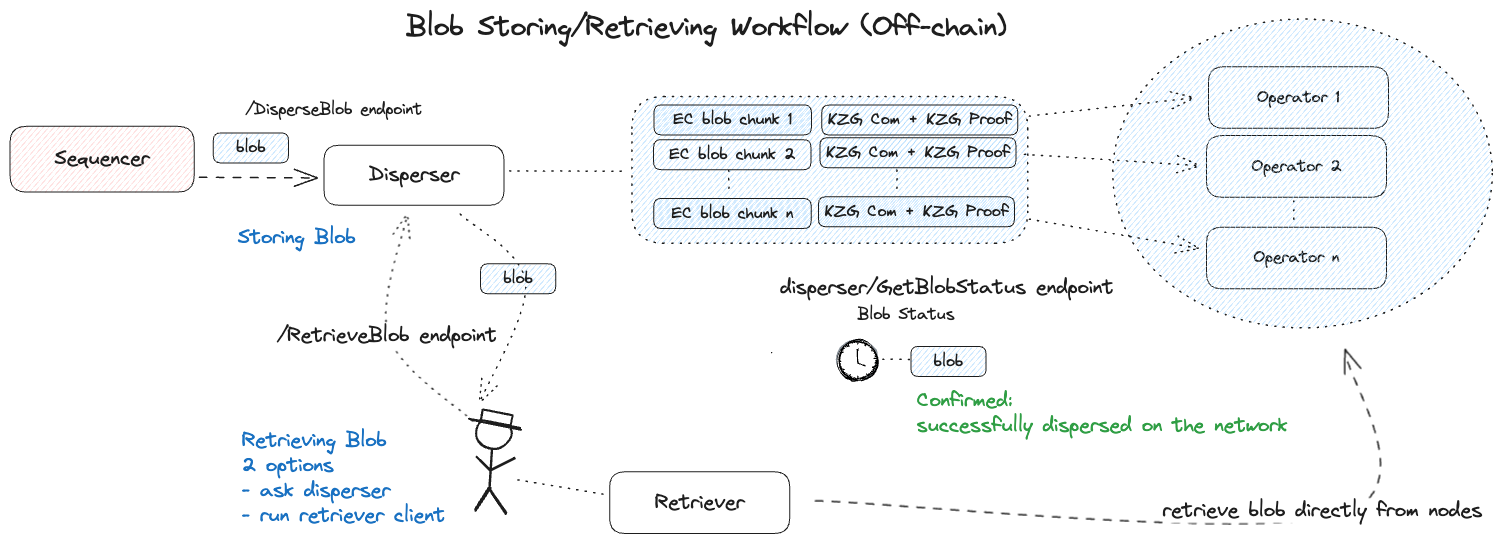 Blob Storing/Retrieving Workflow (Off-chain)
/DisperseBlob endpoint
Sequencer
blob
Disperser
Storing Blob
EC blob chunk 1
KZG Com + KZG Proof
EC blob chunk 2
KZG Com + KZG Proof
EC blob chunk n
KZG Com + KZG Proof
Operator 1
Operator 2
Operator n
blob
/RetrieveBlob endpoint
disperser/GetBlobStatus endpoint
Blob Status
blob
Confirmed:
successfully dispersed on the network
Retrieving Blob
2 options
- ask disperser
- run retriever client
Retriever
retrieve blob directly from nodes